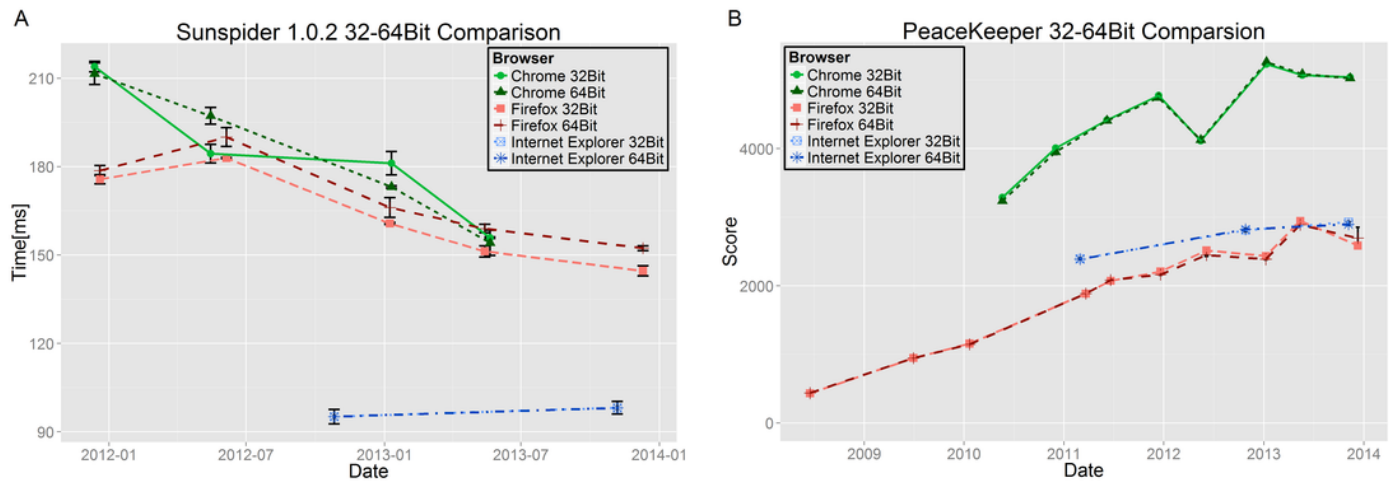 A
Sunspider 1.0.2 32-64Bit Comparison
Browser
Chrome 32Bit
Chrome 64Bit
Firefox 32Bit
Firefox 64Bit
Internet Explorer 32Bit
Internet Explorer 64Bit
Time[ms]
210
180
150
120
90
2012-01
2012-07
2013-01
2013-07
2014-01
Date
B
PeaceKeeper 32-64Bit Comparsion
Browser
Chrome 32Bit
Chrome 64Bit
Firefox 32Bit
Firefox 64Bit
Internet Explorer 32Bit
Internet Explorer 64Bit
Score
4000
2000
0
2009
2010
2011
2012
2013
2014
Date